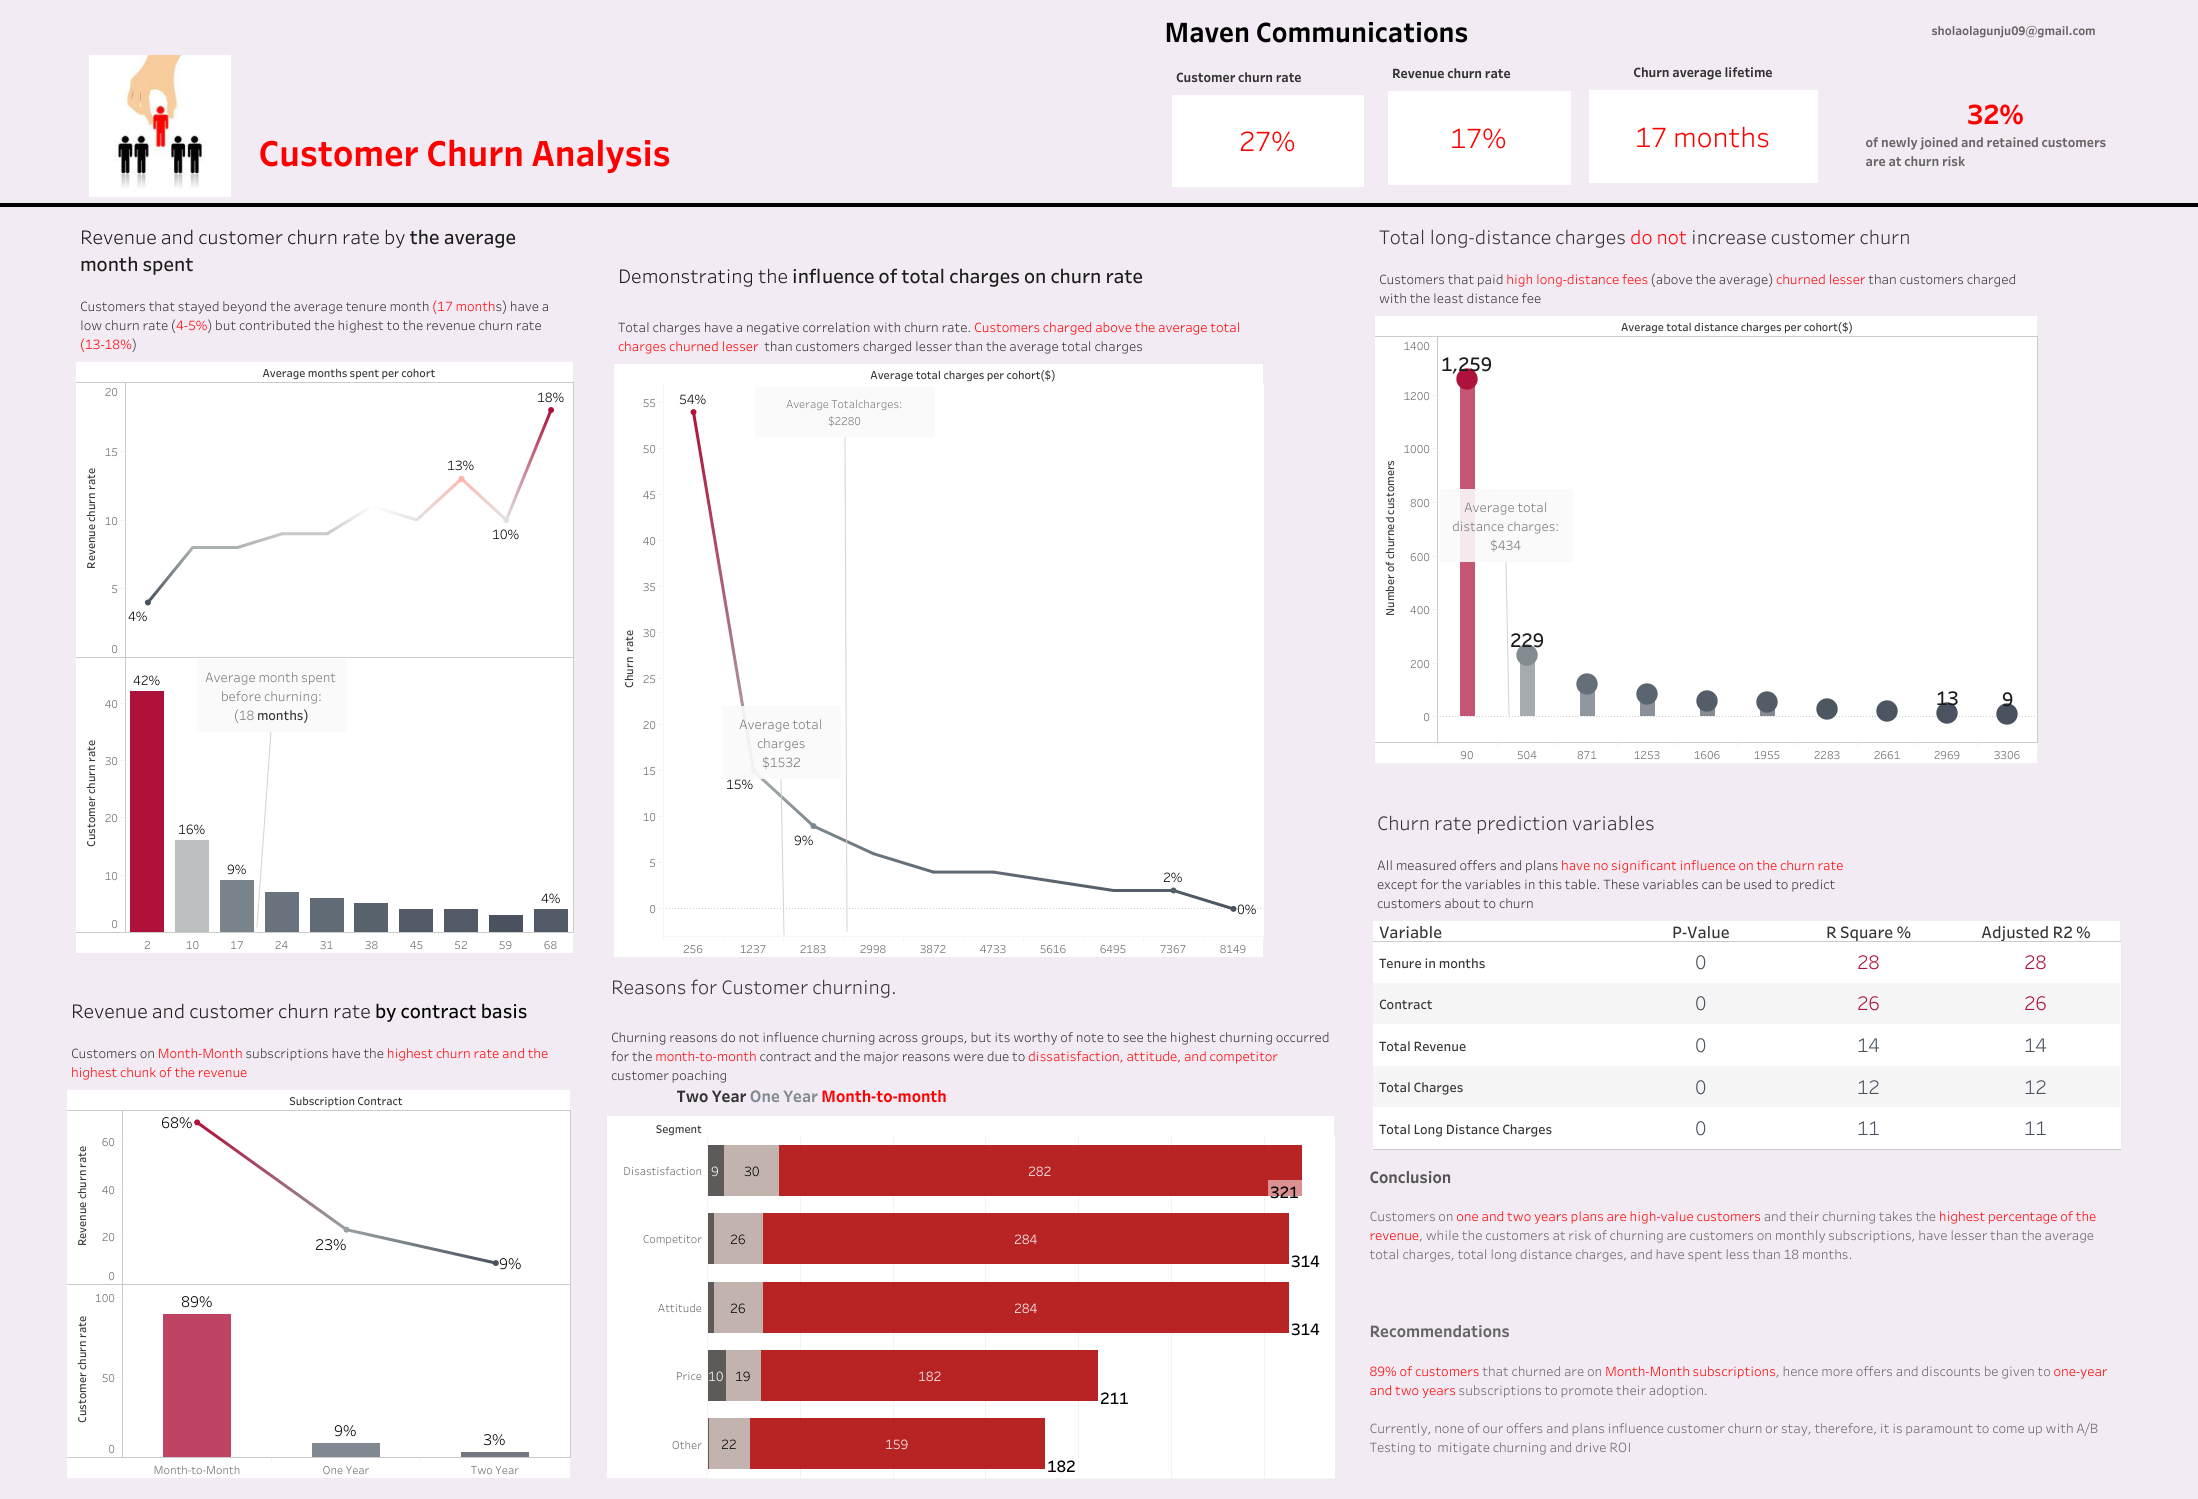 Maven Communications
sholaolagunju09@gmail.com
Customer churn rate
Revenue churn rate
Churn average lifetime
27%
17%
17 months
32%
of newly joined and retained customers
are at churn risk
Customer Churn Analysis
Revenue and customer churn rate by the average
month spent
Customers that stayed beyond the average tenure month (17 months) have a
low churn rate (4-5%) but contributed the highest to the revenue churn rate
(13-18%)
Average months spent per cohort
Revenue churn rate
20
15
10
5
0
4%
13%
10%
18%
Customer churn rate
40
30
20
10
0
42%
16%
9%
4%
Average month spent
before churning:
(18 months)
2 10 17 24 31 38 45 52 59 68
Revenue and customer churn rate by contract basis
Customers on Month-Month subscriptions have the highest churn rate and the
highest chunk of the revenue
Subscription Contract
Revenue churn rate
60
40
20
0
68%
23%
9%
Customer churn rate
100
50
0
89%
9%
3%
Month-to-Month One Year Two Year
Demonstrating the influence of total charges on churn rate
Total charges have a negative correlation with churn rate. Customers charged above the average total
charges churned lesser than customers charged lesser than the average total charges
Average total charges per cohort($)
Churn rate
55
50
45
40
35
30
25
20
15
10
5
0
54%
15%
9%
2%
0%
Average Totalcharges:
$2280
Average total
charges
$1532
256 1237 2183 2998 3872 4733 5616 6495 7367 8149
Reasons for Customer churning.
Churning reasons do not influence churning across groups, but its worthy of note to see the highest churning occurred
for the month-to-month contract and the major reasons were due to dissatisfaction, attitude, and competitor
customer poaching
Two Year One Year Month-to-month
Segment
Disastisfaction 9 30 282 321
Competitor 26 284 314
Attitude 26 284 314
Price 10 19 182 211
Other 22 159 182
Total long-distance charges do not increase customer churn
Customers that paid high long-distance fees (above the average) churned lesser than customers charged
with the least distance fee
Average total distance charges per cohort($)
Number of churned customers
1400
1200
1000
800
600
400
200
0
1,259
229
13
9
Average total
distance charges:
$434
90 504 871 1253 1606 1955 2283 2661 2969 3306
Churn rate prediction variables
All measured offers and plans have no significant influence on the churn rate
except for the variables in this table. These variables can be used to predict
customers about to churn
Variable P-Value R Square % Adjusted R2 %
Tenure in months 0 28 28
Contract 0 26 26
Total Revenue 0 14 14
Total Charges 0 12 12
Total Long Distance Charges 0 11 11
Conclusion
Customers on one and two years plans are high-value customers and their churning takes the highest percentage of the
revenue, while the customers at risk of churning are customers on monthly subscriptions, have lesser than the average
total charges, total long distance charges, and have spent less than 18 months.
Recommendations
89% of customers that churned are on Month-Month subscriptions, hence more offers and discounts be given to one-year
and two years subscriptions to promote their adoption.
Currently, none of our offers and plans influence customer churn or stay, therefore, it is paramount to come up with A/B
Testing to mitigate churning and drive ROI